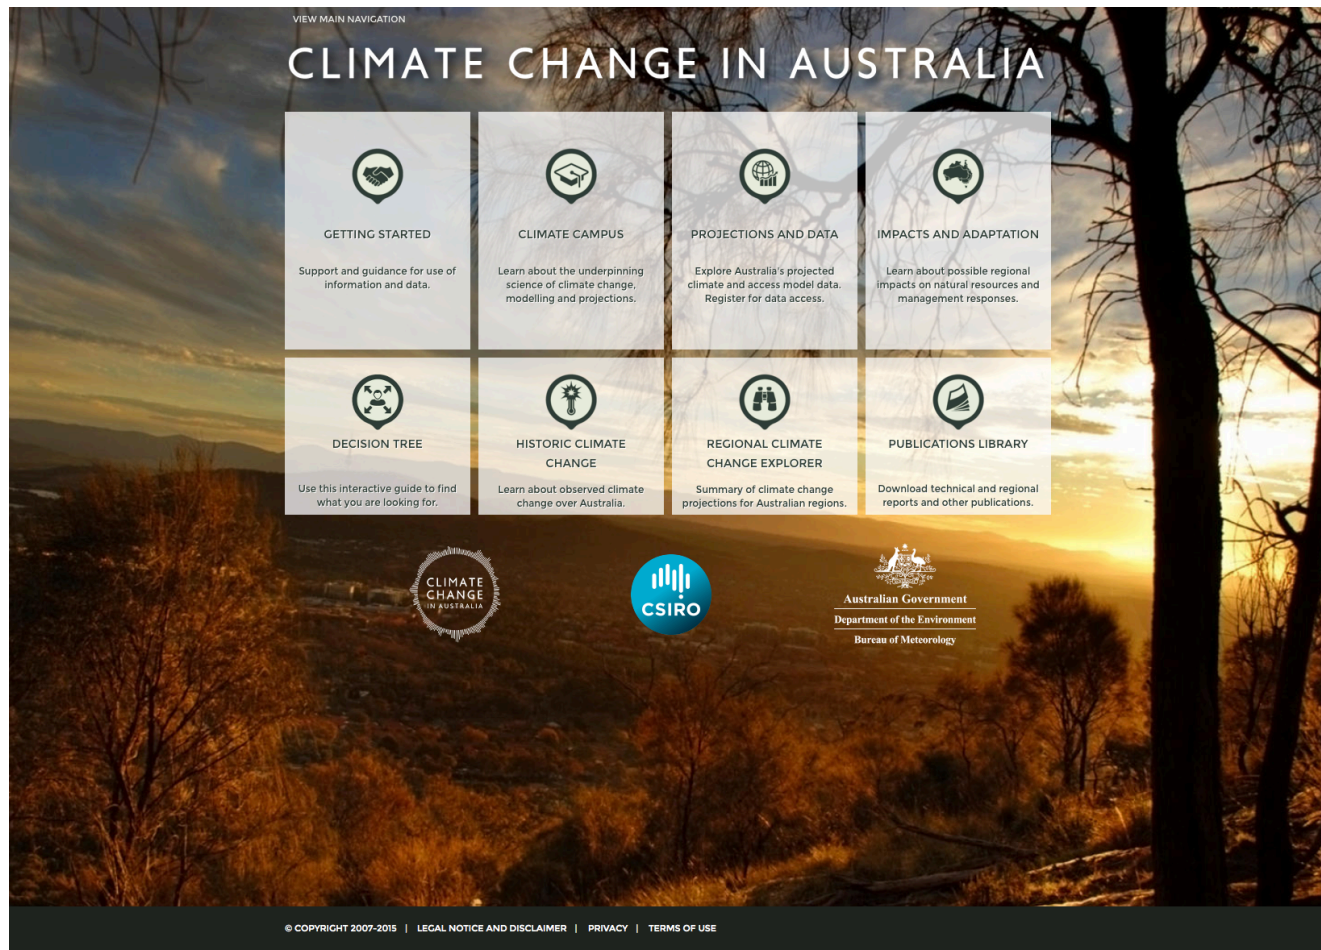 VIEW MAIN NAVIGATION
CLIMATE CHANGE IN AUSTRALIA
GETTING STARTED
Support and guidance for use of
information and data.
CLIMATE CAMPUS
Learn about the underpinning
science of climate change,
modelling and projections.
PROJECTIONS AND DATA
Explore Australia's projected
climate and access model data.
Register for data access.
IMPACTS AND ADAPTATION
Learn about possible regional
impacts on natural resources and
management responses.
DECISION TREE
Use this interactive guide to find
what you are looking for.
HISTORIC CLIMATE
CHANGE
Learn about observed climate
change over Australia.
REGIONAL CLIMATE
CHANGE EXPLORER
Summary of climate change
projections for Australian regions.
PUBLICATIONS LIBRARY
Download technical and regional
reports and other publications.
CLIMATE
CHANGE
IN AUSTRALIA
CSIRO
Australian Government
Department of the Environment
Bureau of Meteorology
© COPYRIGHT 2007-2015 | LEGAL NOTICE AND DISCLAIMER | PRIVACY | TERMS OF USE